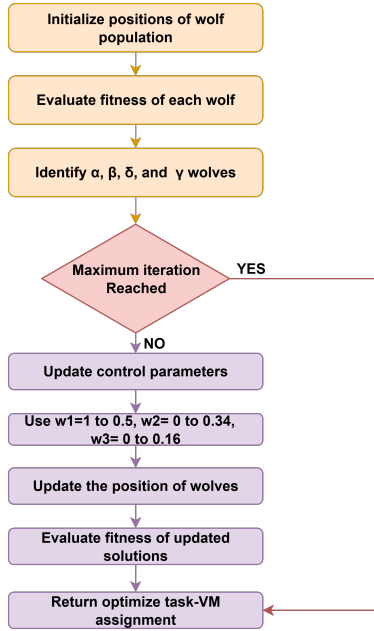 Initialize positions of wolf
population
Evaluate fitness of each wolf
Identify α, β, δ, and γ wolves
Maximum iteration
Reached
YES
NO
Update control parameters
Use w1=1 to 0.5, w2= 0 to 0.34,
w3= 0 to 0.16
Update the position of wolves
Evaluate fitness of updated
solutions
Return optimize task-VM
assignment